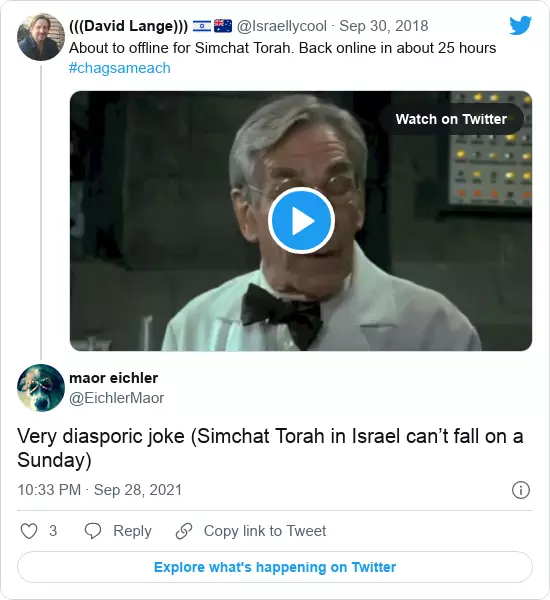 (((David Lange))) 🇮🇱🇦🇺 @Israellycool · Sep 30, 2018
About to offline for Simchat Torah. Back online in about 25 hours
#chagsameach
Watch on Twitter
maor eichler
@EichlerMaor
Very diasporic joke (Simchat Torah in Israel can’t fall on a
Sunday)
10:33 PM · Sep 28, 2021
3 Reply Copy link to Tweet
Explore what's happening on Twitter